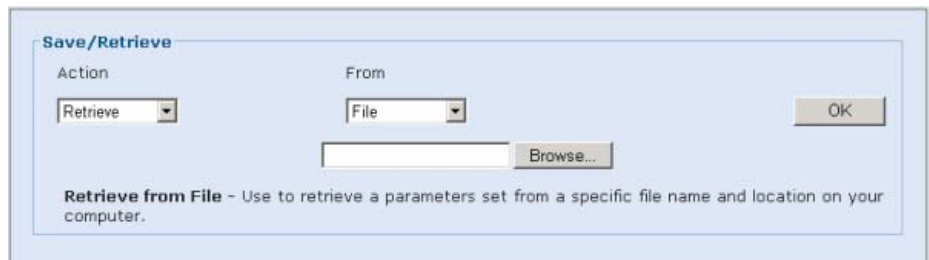 Save/Retrieve
Action From
Retrieve File OK
Browse...
Retrieve from File - Use to retrieve a parameters set from a specific file name and location on your
computer.